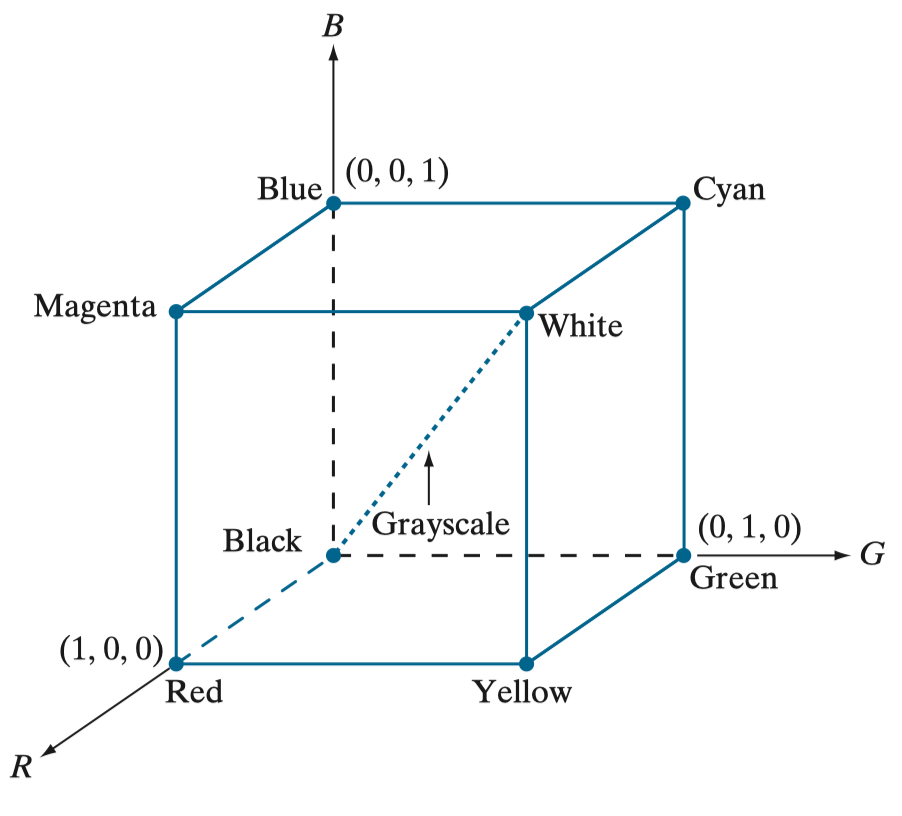 B
(0, 0, 1)
Blue
Cyan
Magenta
White
Grayscale
Black
(0, 1, 0)
G
Green
(1, 0, 0)
Red
Yellow
R